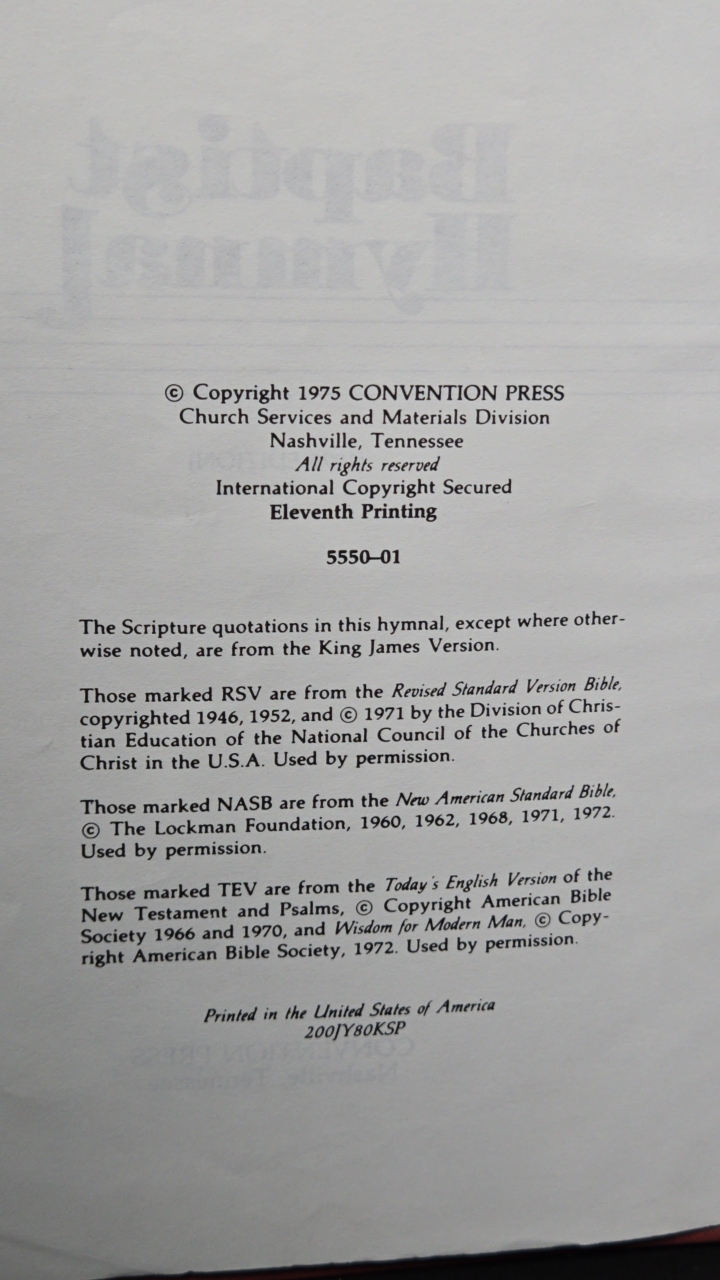 Baptist
Hymnal
© Copyright 1975 CONVENTION PRESS
Church Services and Materials Division
Nashville, Tennessee
All rights reserved
International Copyright Secured
Eleventh Printing
5550–01
The Scripture quotations in this hymnal, except where other-
wise noted, are from the King James Version.
Those marked RSV are from the Revised Standard Version Bible,
copyrighted 1946, 1952, and © 1971 by the Division of Chris-
tian Education of the National Council of the Churches of
Christ in the U.S.A. Used by permission.
Those marked NASB are from the New American Standard Bible,
© The Lockman Foundation, 1960, 1962, 1968, 1971, 1972.
Used by permission.
Those marked TEV are from the Today's English Version of the
New Testament and Psalms, © Copyright American Bible
Society 1966 and 1970, and Wisdom for Modern Man, © Copy-
right American Bible Society, 1972. Used by permission.
Printed in the United States of America
200JY80KSP
CONVENTION PRESS
Nashville, Tennessee